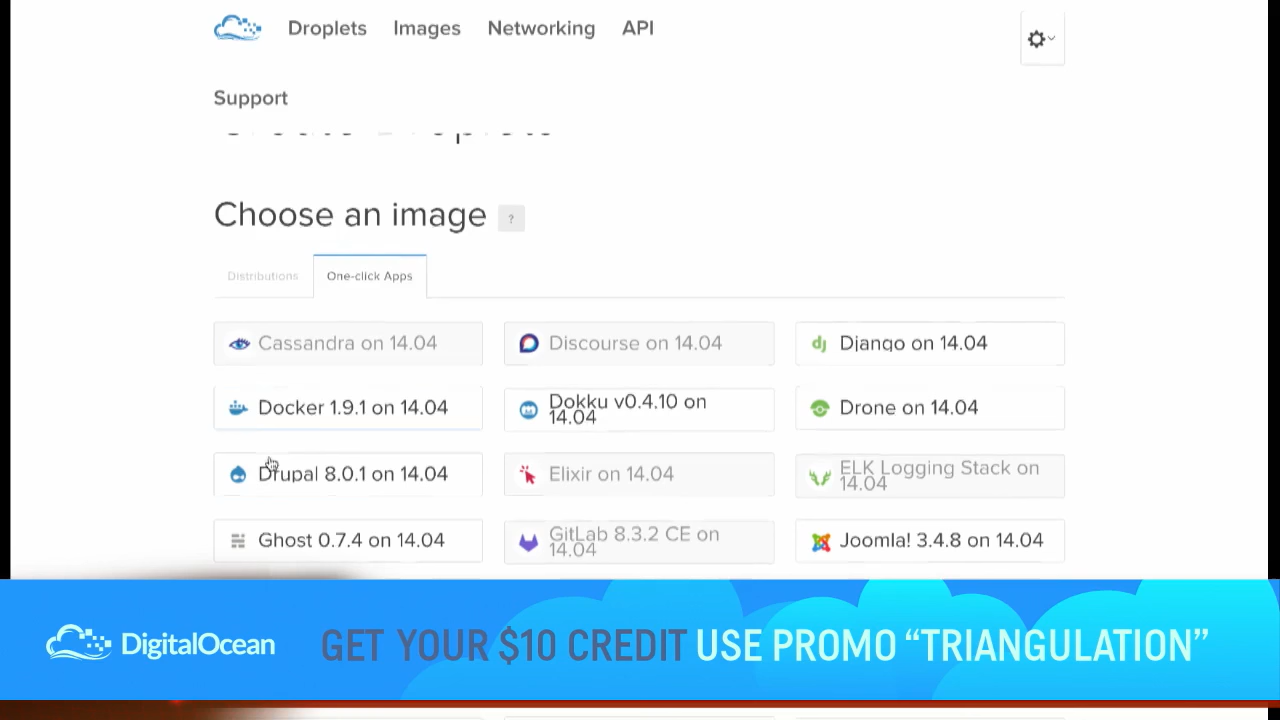 Droplets Images Networking API
Support
Choose an image ?
Distributions One-click Apps
Cassandra on 14.04
Discourse on 14.04
Django on 14.04
Docker 1.9.1 on 14.04
Dokku v0.4.10 on
14.04
Drone on 14.04
Drupal 8.0.1 on 14.04
Elixir on 14.04
ELK Logging Stack on
14.04
Ghost 0.7.4 on 14.04
GitLab 8.3.2 CE on
14.04
Joomla! 3.4.8 on 14.04
DigitalOcean GET YOUR $10 CREDIT USE PROMO “TRIANGULATION”